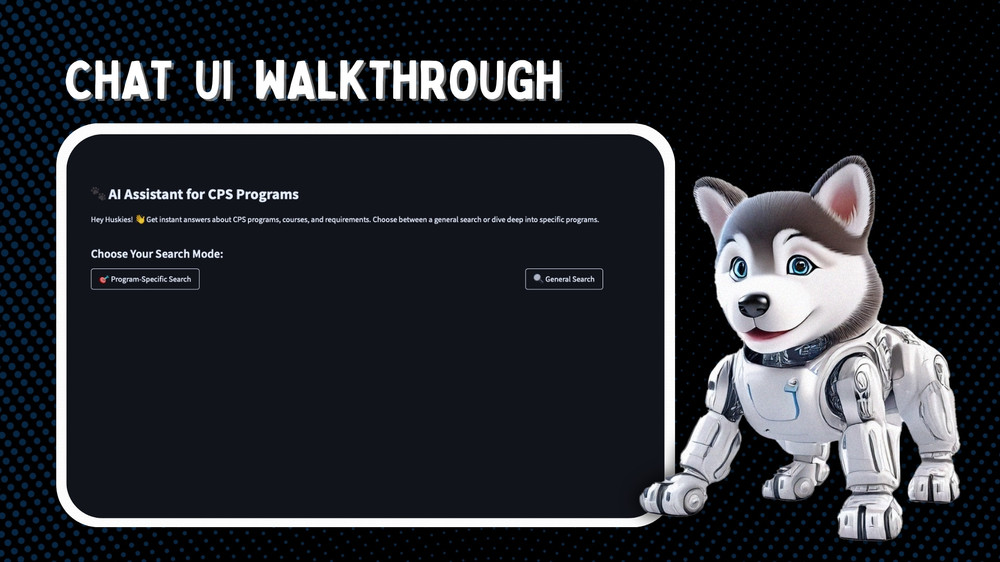 CHAT UI WALKTHROUGH
🐾 AI Assistant for CPS Programs
Hey Huskies! 👋 Get instant answers about CPS programs, courses, and requirements. Choose between a general search or dive deep into specific programs.
Choose Your Search Mode:
🎯 Program-Specific Search
🔍 General Search